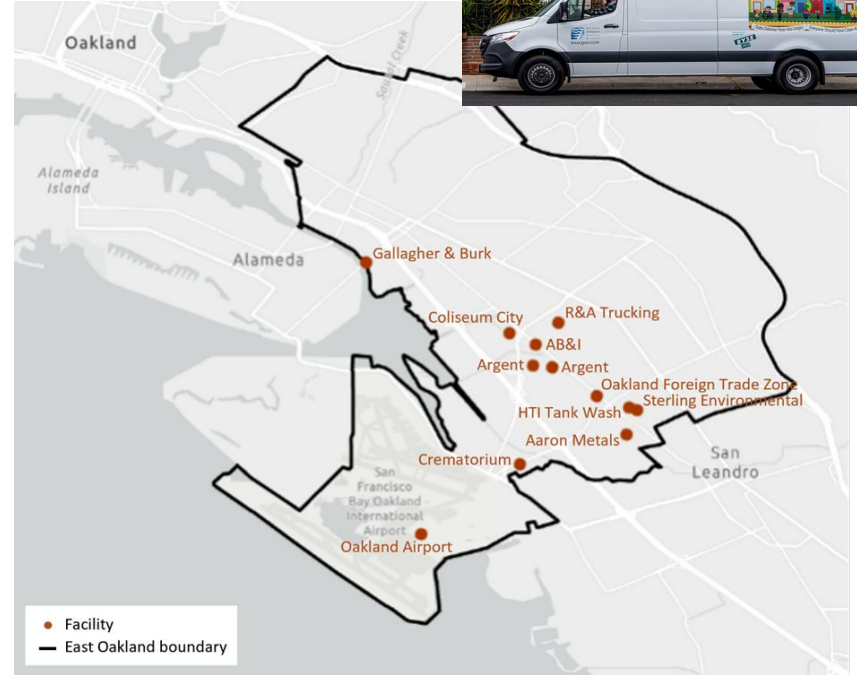 Oakland
Sausal Creek
Alameda
Island
Alameda
Gallagher & Burk
Coliseum City
R&A Trucking
AB&I
Argent
Argent
Oakland Foreign Trade Zone
Sterling Environmental
HTI Tank Wash
Aaron Metals
Crematorium
San
Leandro
San
Francisco
Bay Oakland
International
Airport
Oakland Airport
Facility
East Oakland boundary